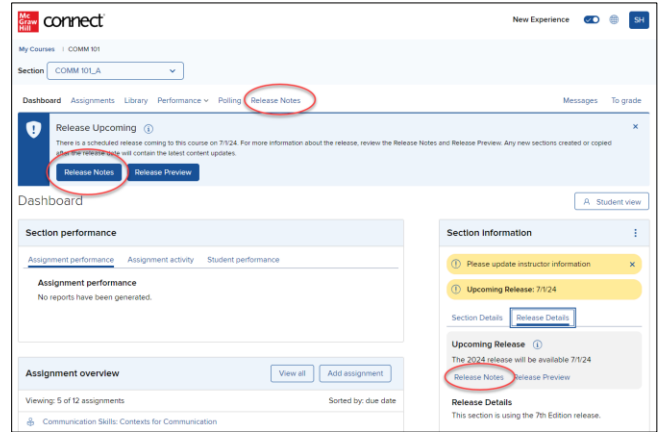 Mc
Graw
Hill
connect
New Experience
SH
My Courses | COMM 101
Section COMM 101_A
Dashboard Assignments Library Performance Polling Release Notes Messages To grade
Release Upcoming
There is a scheduled release coming to this course on 7/1/24. For more information about the release, review the Release Notes and Release Preview. Any new sections created or copied
after the release date will contain the latest content updates.
Release Notes Release Preview
Dashboard
Student view
Section performance
Assignment performance Assignment activity Student performance
Assignment performance
No reports have been generated.
Assignment overview
View all Add assignment
Viewing: 5 of 12 assignments Sorted by: due date
Communication Skills: Contexts for Communication
Section Information
Please update instructor information
Upcoming Release: 7/1/24
Section Details Release Details
Upcoming Release
The 2024 release will be available 7/1/24
Release Notes Release Preview
Release Details
This section is using the 7th Edition release.